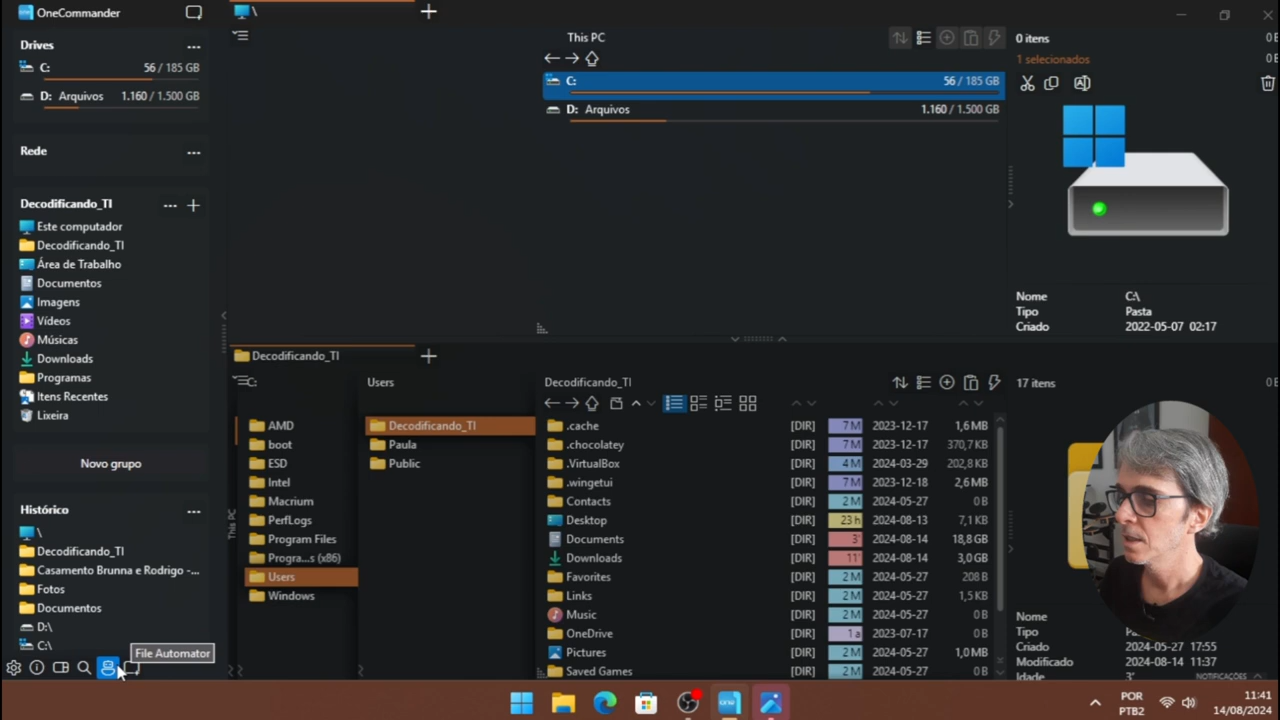 OneCommander
Drives
C: 56 / 185 GB
D: Arquivos 1.160 / 1.500 GB
Rede
Decodificando_TI
Este computador
Decodificando_TI
Área de Trabalho
Documentos
Imagens
Vídeos
Músicas
Downloads
Programas
Itens Recentes
Lixeira
Novo grupo
Histórico
\
Decodificando_TI
Casamento Brunna e Rodrigo -...
Fotos
Documentos
D:\
C:\
File Automator
\
This PC
C: 56 / 185 GB
D: Arquivos 1.160 / 1.500 GB
0 itens
1 selecionados
Nome C:\
Tipo Pasta
Criado 2022-05-07 02:17
Decodificando_TI
C:
This PC
AMD
boot
ESD
Intel
Macrium
PerfLogs
Program Files
Progra...s (x86)
Users
Windows
Users
Decodificando_TI
Paula
Public
Decodificando_TI
.cache [DIR] 7 M 2023-12-17 1,6 MB
.chocolatey [DIR] 7 M 2023-12-17 370,7 KB
.VirtualBox [DIR] 4 M 2024-03-29 202,8 KB
.wingetui [DIR] 7 M 2023-12-18 2,6 MB
Contacts [DIR] 2 M 2024-05-27 0 B
Desktop [DIR] 23 h 2024-08-13 7,1 KB
Documents [DIR] 3' 2024-08-14 18,8 GB
Downloads [DIR] 11' 2024-08-14 3,0 GB
Favorites [DIR] 2 M 2024-05-27 208 B
Links [DIR] 2 M 2024-05-27 1,5 KB
Music [DIR] 2 M 2024-05-27 0 B
OneDrive [DIR] 1 a 2023-07-17 0 B
Pictures [DIR] 2 M 2024-05-27 1,0 MB
Saved Games [DIR] 2 M 2024-05-27 0 B
17 itens
Nome
Tipo
Criado 2024-05-27 17:55
Modificado 2024-08-14 11:37
Idade 3'
NOTIFICAÇÕES
one
POR
PTB2
11:41
14/08/2024